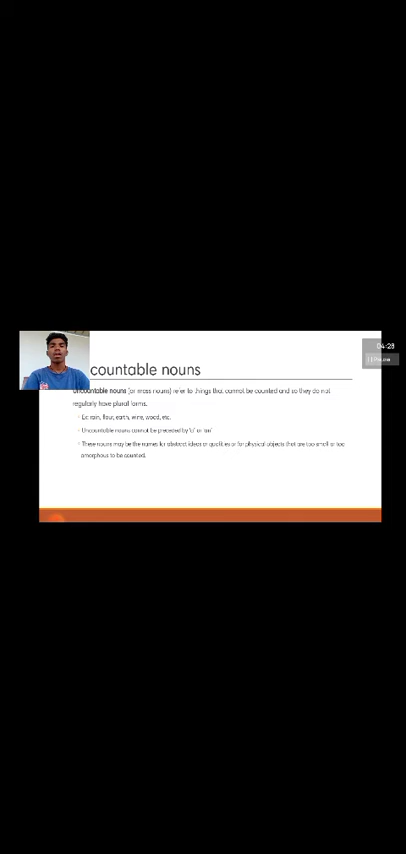 countable nouns
04:28
Pause
Uncountable nouns (or mass nouns) refer to things that cannot be counted and so they do not
regularly have plural forms.
Ex: rain, flour, earth, wine, wood, etc.
Uncountable nouns cannot be preceded by 'a' or 'an'
These nouns may be the names for abstract ideas or qualities or for physical objects that are too small or too
amorphous to be counted.